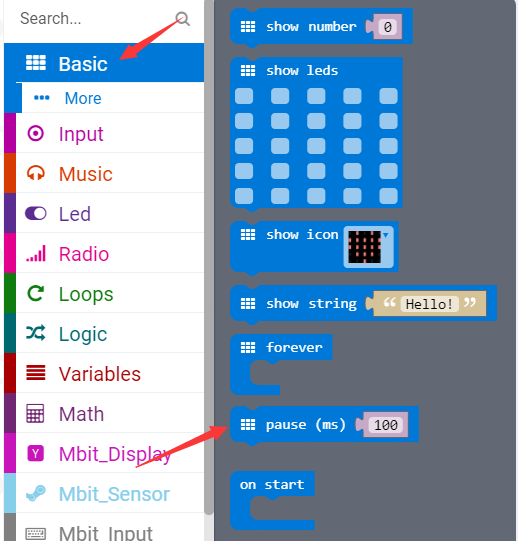 Search...
Basic
More
Input
Music
Led
Radio
Loops
Logic
Variables
Math
Y Mbit_Display
Mbit_Sensor
Mbit_Input
show number 0
show leds
show icon
show string “ Hello! ”
forever
pause (ms) 100
on start